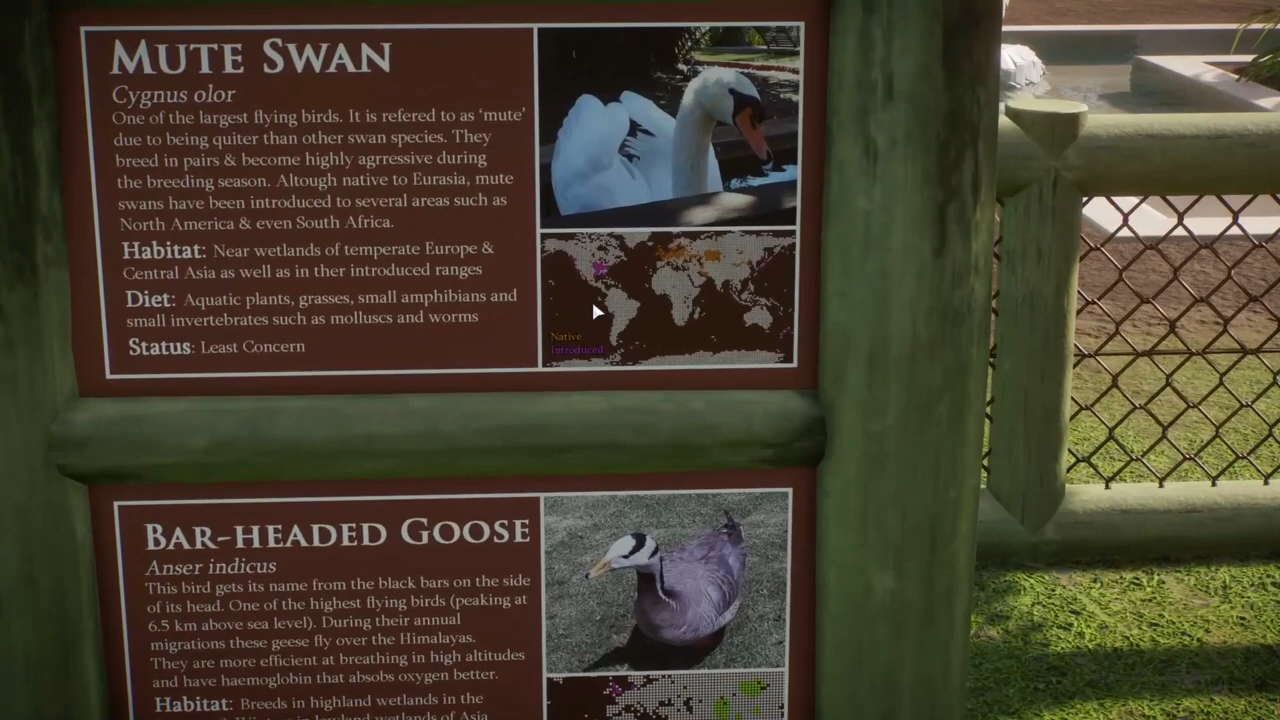 MUTE SWAN
Cygnus olor
One of the largest flying birds. It is refered to as ‘mute’
due to being quiter than other swan species. They
breed in pairs & become highly agrressive during
the breeding season. Altough native to Eurasia, mute
swans have been introduced to several areas such as
North America & even South Africa.
Habitat: Near wetlands of temperate Europe &
Central Asia as well as in ther introduced ranges
Diet: Aquatic plants, grasses, small amphibians and
small invertebrates such as molluscs and worms
Status: Least Concern
Native
Introduced
BAR-HEADED GOOSE
Anser indicus
This bird gets its name from the black bars on the side
of its head. One of the highest flying birds (peaking at
6.5 km above sea level). During their annual
migrations these geese fly over the Himalayas.
They are more efficient at breathing in high altitudes
and have haemoglobin that absorbs oxygen better.
Habitat: Breeds in highland wetlands in the
in lowland wetlands of Asia